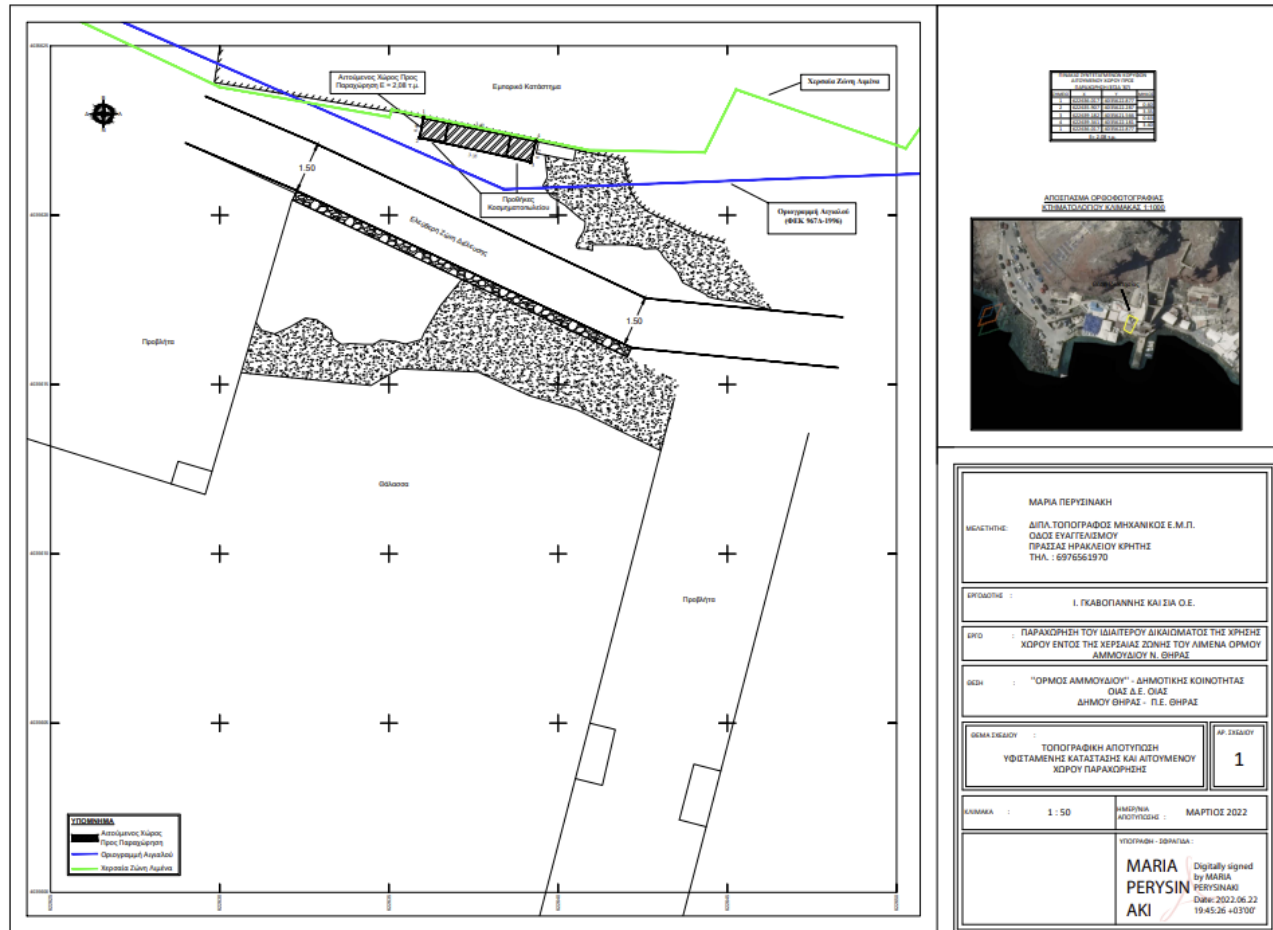 Αιτούμενος Χώρος Προς
Παραχώρηση Ε = 2,08 τ.μ.
Εμπορικό Κατάστημα
Χερσαία Ζώνη Λιμένα
1.50
Προθήκες
Κοσμηματοπωλείου
Οριογραμμή Αιγιαλού
(ΦΕΚ 967Δ-1996)
Ελεύθερη Ζώνη Διέλευσης
1.50
Προβλήτα
Θάλασσα
Προβλήτα
ΥΠΟΜΝΗΜΑ
Αιτούμενος Χώρος
Προς Παραχώρηση
Οριογραμμή Αιγιαλού
Χερσαία Ζώνη Λιμένα
ΑΠΟΣΠΑΣΜΑ ΟΡΘΟΦΩΤΟΓΡΑΦΙΑΣ
ΚΤΗΜΑΤΟΛΟΓΙΟΥ ΚΛΙΜΑΚΑΣ 1:1000
ΜΕΛΕΤΗΤΗΣ:
ΜΑΡΙΑ ΠΕΡΥΣΙΝΑΚΗ
ΔΙΠΛ.ΤΟΠΟΓΡΑΦΟΣ ΜΗΧΑΝΙΚΟΣ Ε.Μ.Π.
ΟΔΟΣ ΕΥΑΓΓΕΛΙΣΜΟΥ
ΠΡΑΣΣΑΣ ΗΡΑΚΛΕΙΟΥ ΚΡΗΤΗΣ
ΤΗΛ. : 6976561970
ΕΡΓΟΔΟΤΗΣ :
Ι. ΓΚΑΒΟΓΙΑΝΝΗΣ ΚΑΙ ΣΙΑ Ο.Ε.
ΕΡΓΟ :
ΠΑΡΑΧΩΡΗΣΗ ΤΟΥ ΙΔΙΑΙΤΕΡΟΥ ΔΙΚΑΙΩΜΑΤΟΣ ΤΗΣ ΧΡΗΣΗΣ
ΧΩΡΟΥ ΕΝΤΟΣ ΤΗΣ ΧΕΡΣΑΙΑΣ ΖΩΝΗΣ ΤΟΥ ΛΙΜΕΝΑ ΟΡΜΟΥ
ΑΜΜΟΥΔΙΟΥ Ν. ΘΗΡΑΣ
ΘΕΣΗ :
"ΟΡΜΟΣ ΑΜΜΟΥΔΙΟΥ" - ΔΗΜΟΤΙΚΗΣ ΚΟΙΝΟΤΗΤΑΣ
ΟΙΑΣ Δ.Ε. ΟΙΑΣ
ΔΗΜΟΥ ΘΗΡΑΣ - Π.Ε. ΘΗΡΑΣ
ΘΕΜΑ ΣΧΕΔΙΟΥ :
ΤΟΠΟΓΡΑΦΙΚΗ ΑΠΟΤΥΠΩΣΗ
ΥΦΙΣΤΑΜΕΝΗΣ ΚΑΤΑΣΤΑΣΗΣ ΚΑΙ ΑΙΤΟΥΜΕΝΟΥ
ΧΩΡΟΥ ΠΑΡΑΧΩΡΗΣΗΣ
ΑΡ. ΣΧΕΔΙΟΥ
1
ΚΛΙΜΑΚΑ : 1 : 50
ΗΜΕΡ/ΝΙΑ
ΑΠΟΤΥΠΩΣΗΣ : ΜΑΡΤΙΟΣ 2022
ΥΠΟΓΡΑΦΗ - ΣΦΡΑΓΙΔΑ :
MARIA
PERYSIN
AKI
Digitally signed
by MARIA
PERYSINAKI
Date: 2022.06.22
19:45:26 +03'00'